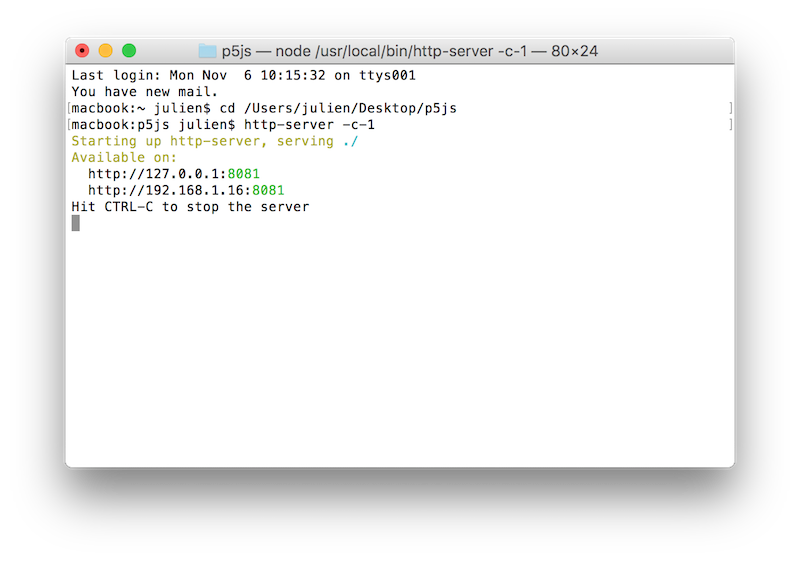 p5js — node /usr/local/bin/http-server -c-1 — 80×24
Last login: Mon Nov  6 10:15:32 on ttys001
You have new mail.
[macbook:~ julien$ cd /Users/julien/Desktop/p5js ]
[macbook:p5js julien$ http-server -c-1 ]
Starting up http-server, serving ./
Available on:
  http://127.0.0.1:8081
  http://192.168.1.16:8081
Hit CTRL-C to stop the server